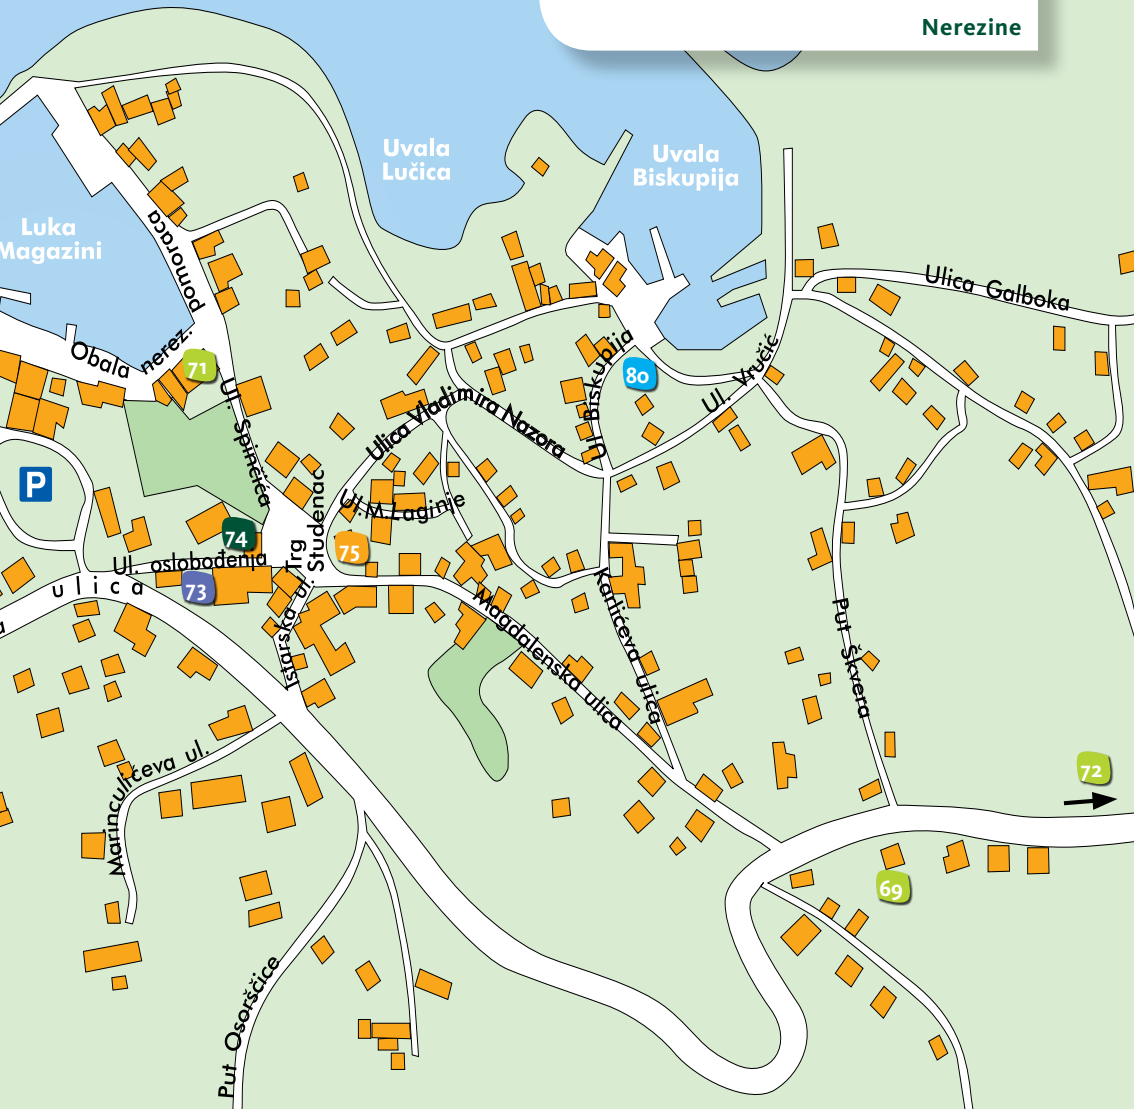 Nerezine
Uvala
Lučica
Uvala
Biskupija
Luka
Magazini
pomoraca
Obala nerez.
71
Ul. Spinčića
Ulica Vladimira Nazora
Ul Biskupija
80
Ul. Vručić
Ulica Galboka
P
Ul.M.Laginje
74
Trg
Studenac
75
Ul. oslobođenja
73
ulica
Istarska ul.
Magdalenska ulica
Karlićeva ulica
Put Škvera
72
69
Marinculićeva ul.
Put Osoršćice